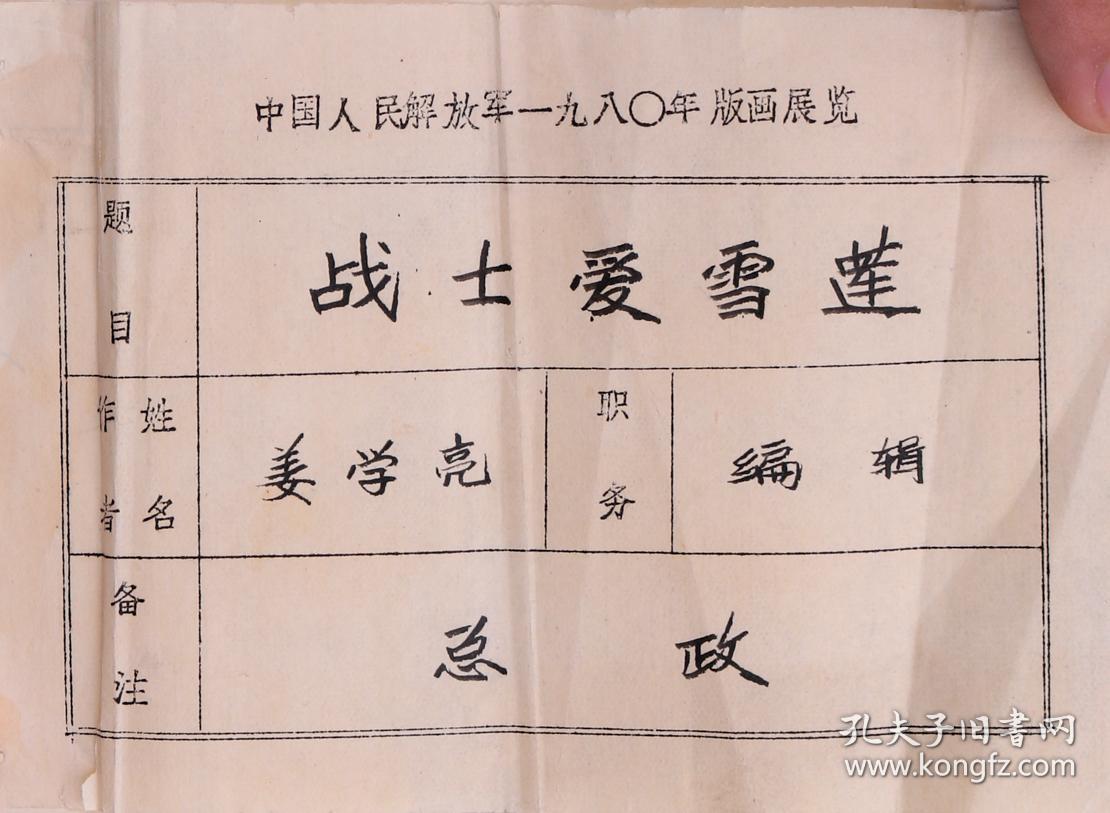 中国人民解放军一九八〇年版画展览
题目
战士爱雪莲
作者姓名
姜学亮
职务
编辑
备注
总政
孔夫子旧书网
www.kongfz.com